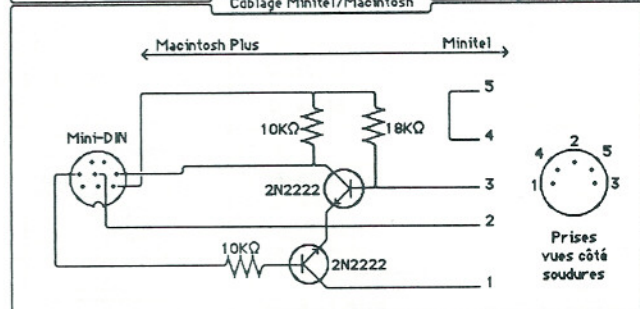 Câblage Minitel/Macintosh
Macintosh Plus
Minitel
Mini-DIN
10KΩ
18KΩ
5
4
2N2222
3
2
10KΩ
2N2222
1
4
2
5
1
3
Prises
vues côté
soudures